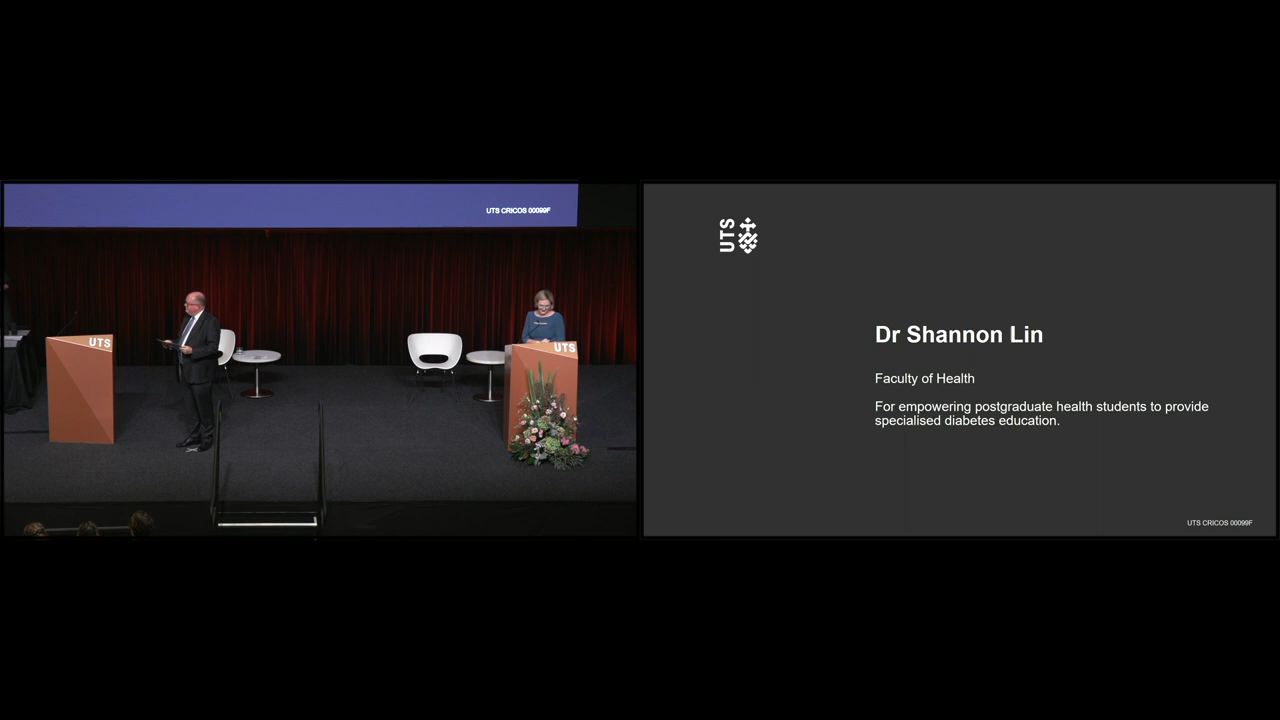 UTS CRICOS 00099F
UTS
UTS
UTS
Dr Shannon Lin
Faculty of Health
For empowering postgraduate health students to provide
specialised diabetes education.
UTS CRICOS 00099F